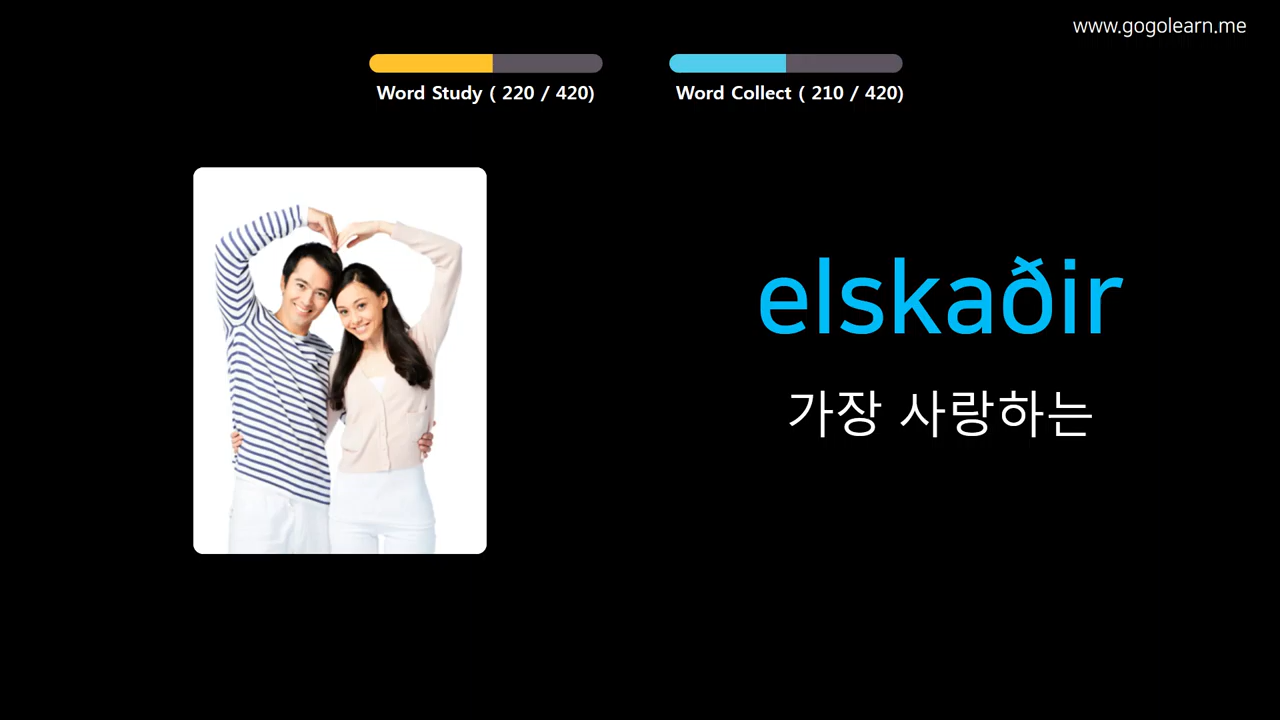 www.gogolearn.me
Word Study ( 220 / 420)
Word Collect ( 210 / 420)
elskaðir
가장 사랑하는